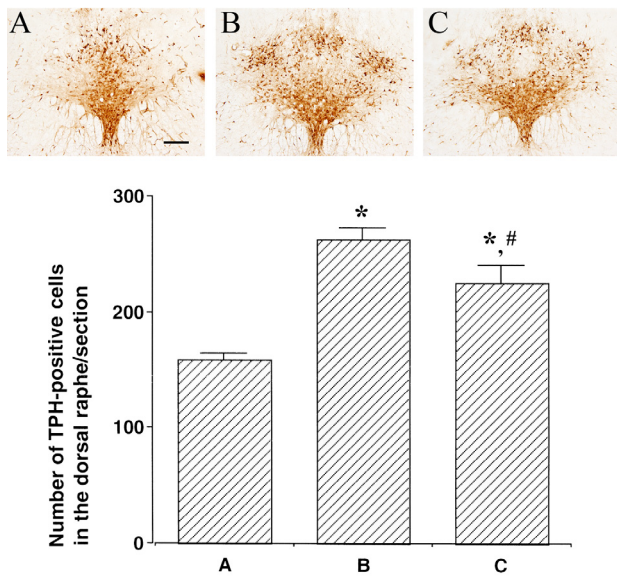 A B C
300
200
100
0
Number of TPH-positive cells
in the dorsal raphe/section
*
*,#
A B C